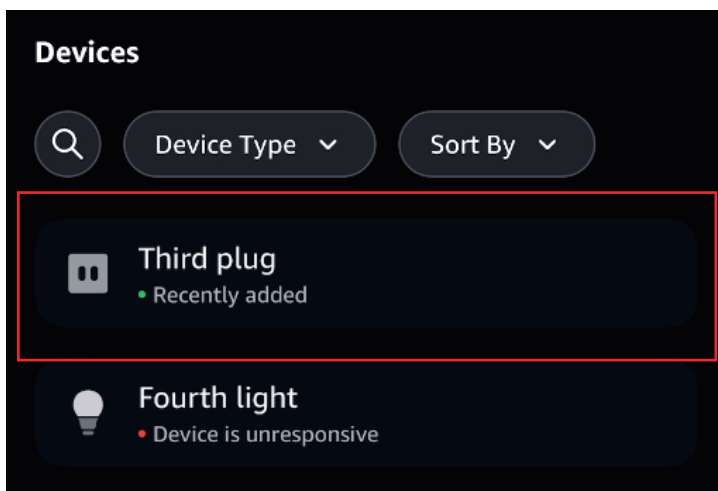 Devices
Device Type
Sort By
Third plug
Recently added
Fourth light
Device is unresponsive